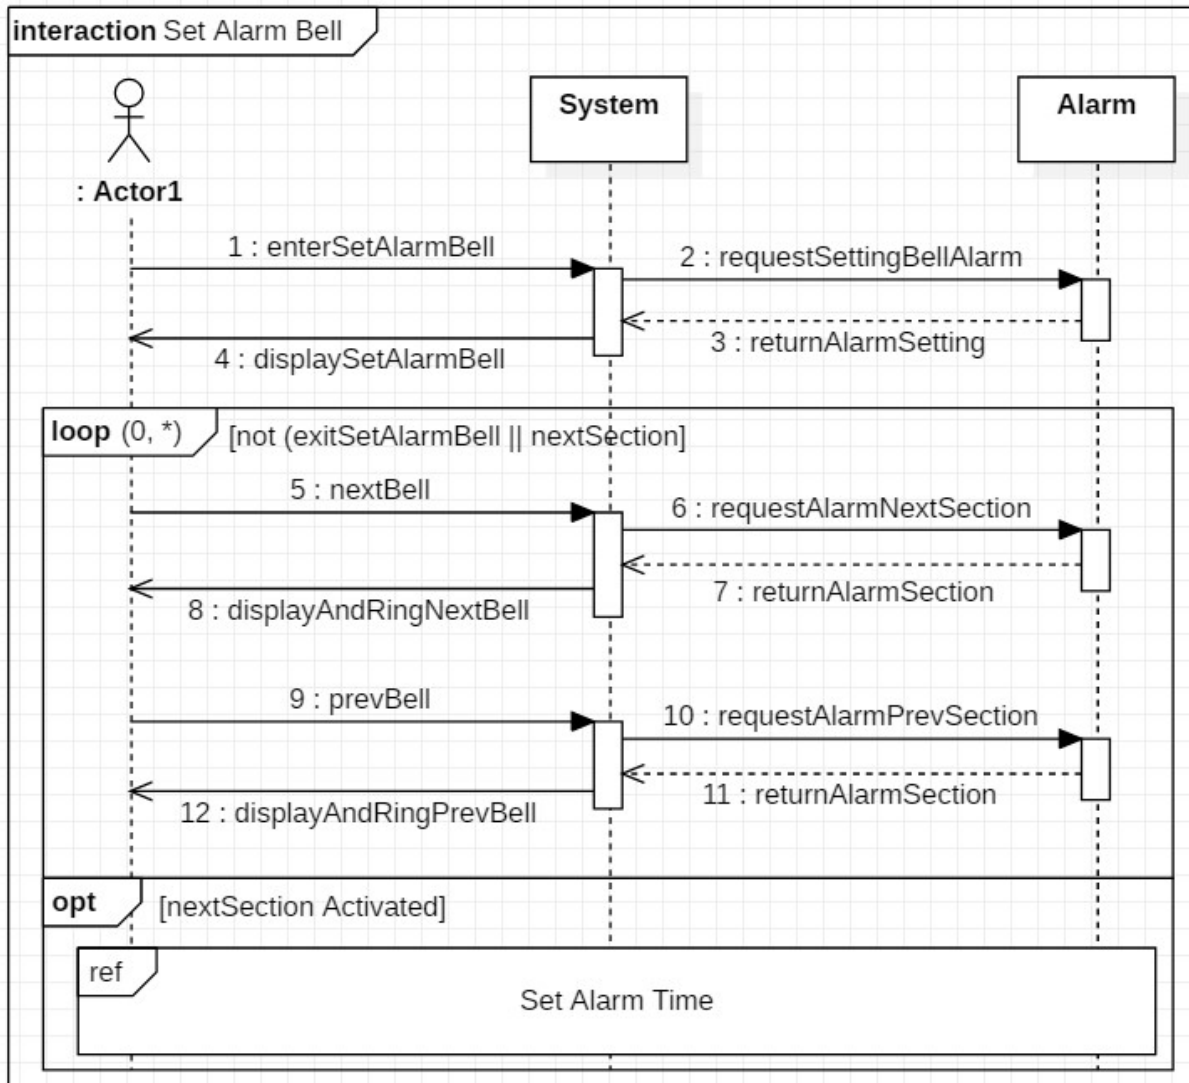 interaction Set Alarm Bell
System
Alarm
: Actor1
1 : enterSetAlarmBell
2 : requestSettingBellAlarm
3 : returnAlarmSetting
4 : displaySetAlarmBell
loop (0, *)
[not (exitSetAlarmBell || nextSection]
5 : nextBell
6 : requestAlarmNextSection
7 : returnAlarmSection
8 : displayAndRingNextBell
9 : prevBell
10 : requestAlarmPrevSection
11 : returnAlarmSection
12 : displayAndRingPrevBell
opt
[nextSection Activated]
ref
Set Alarm Time